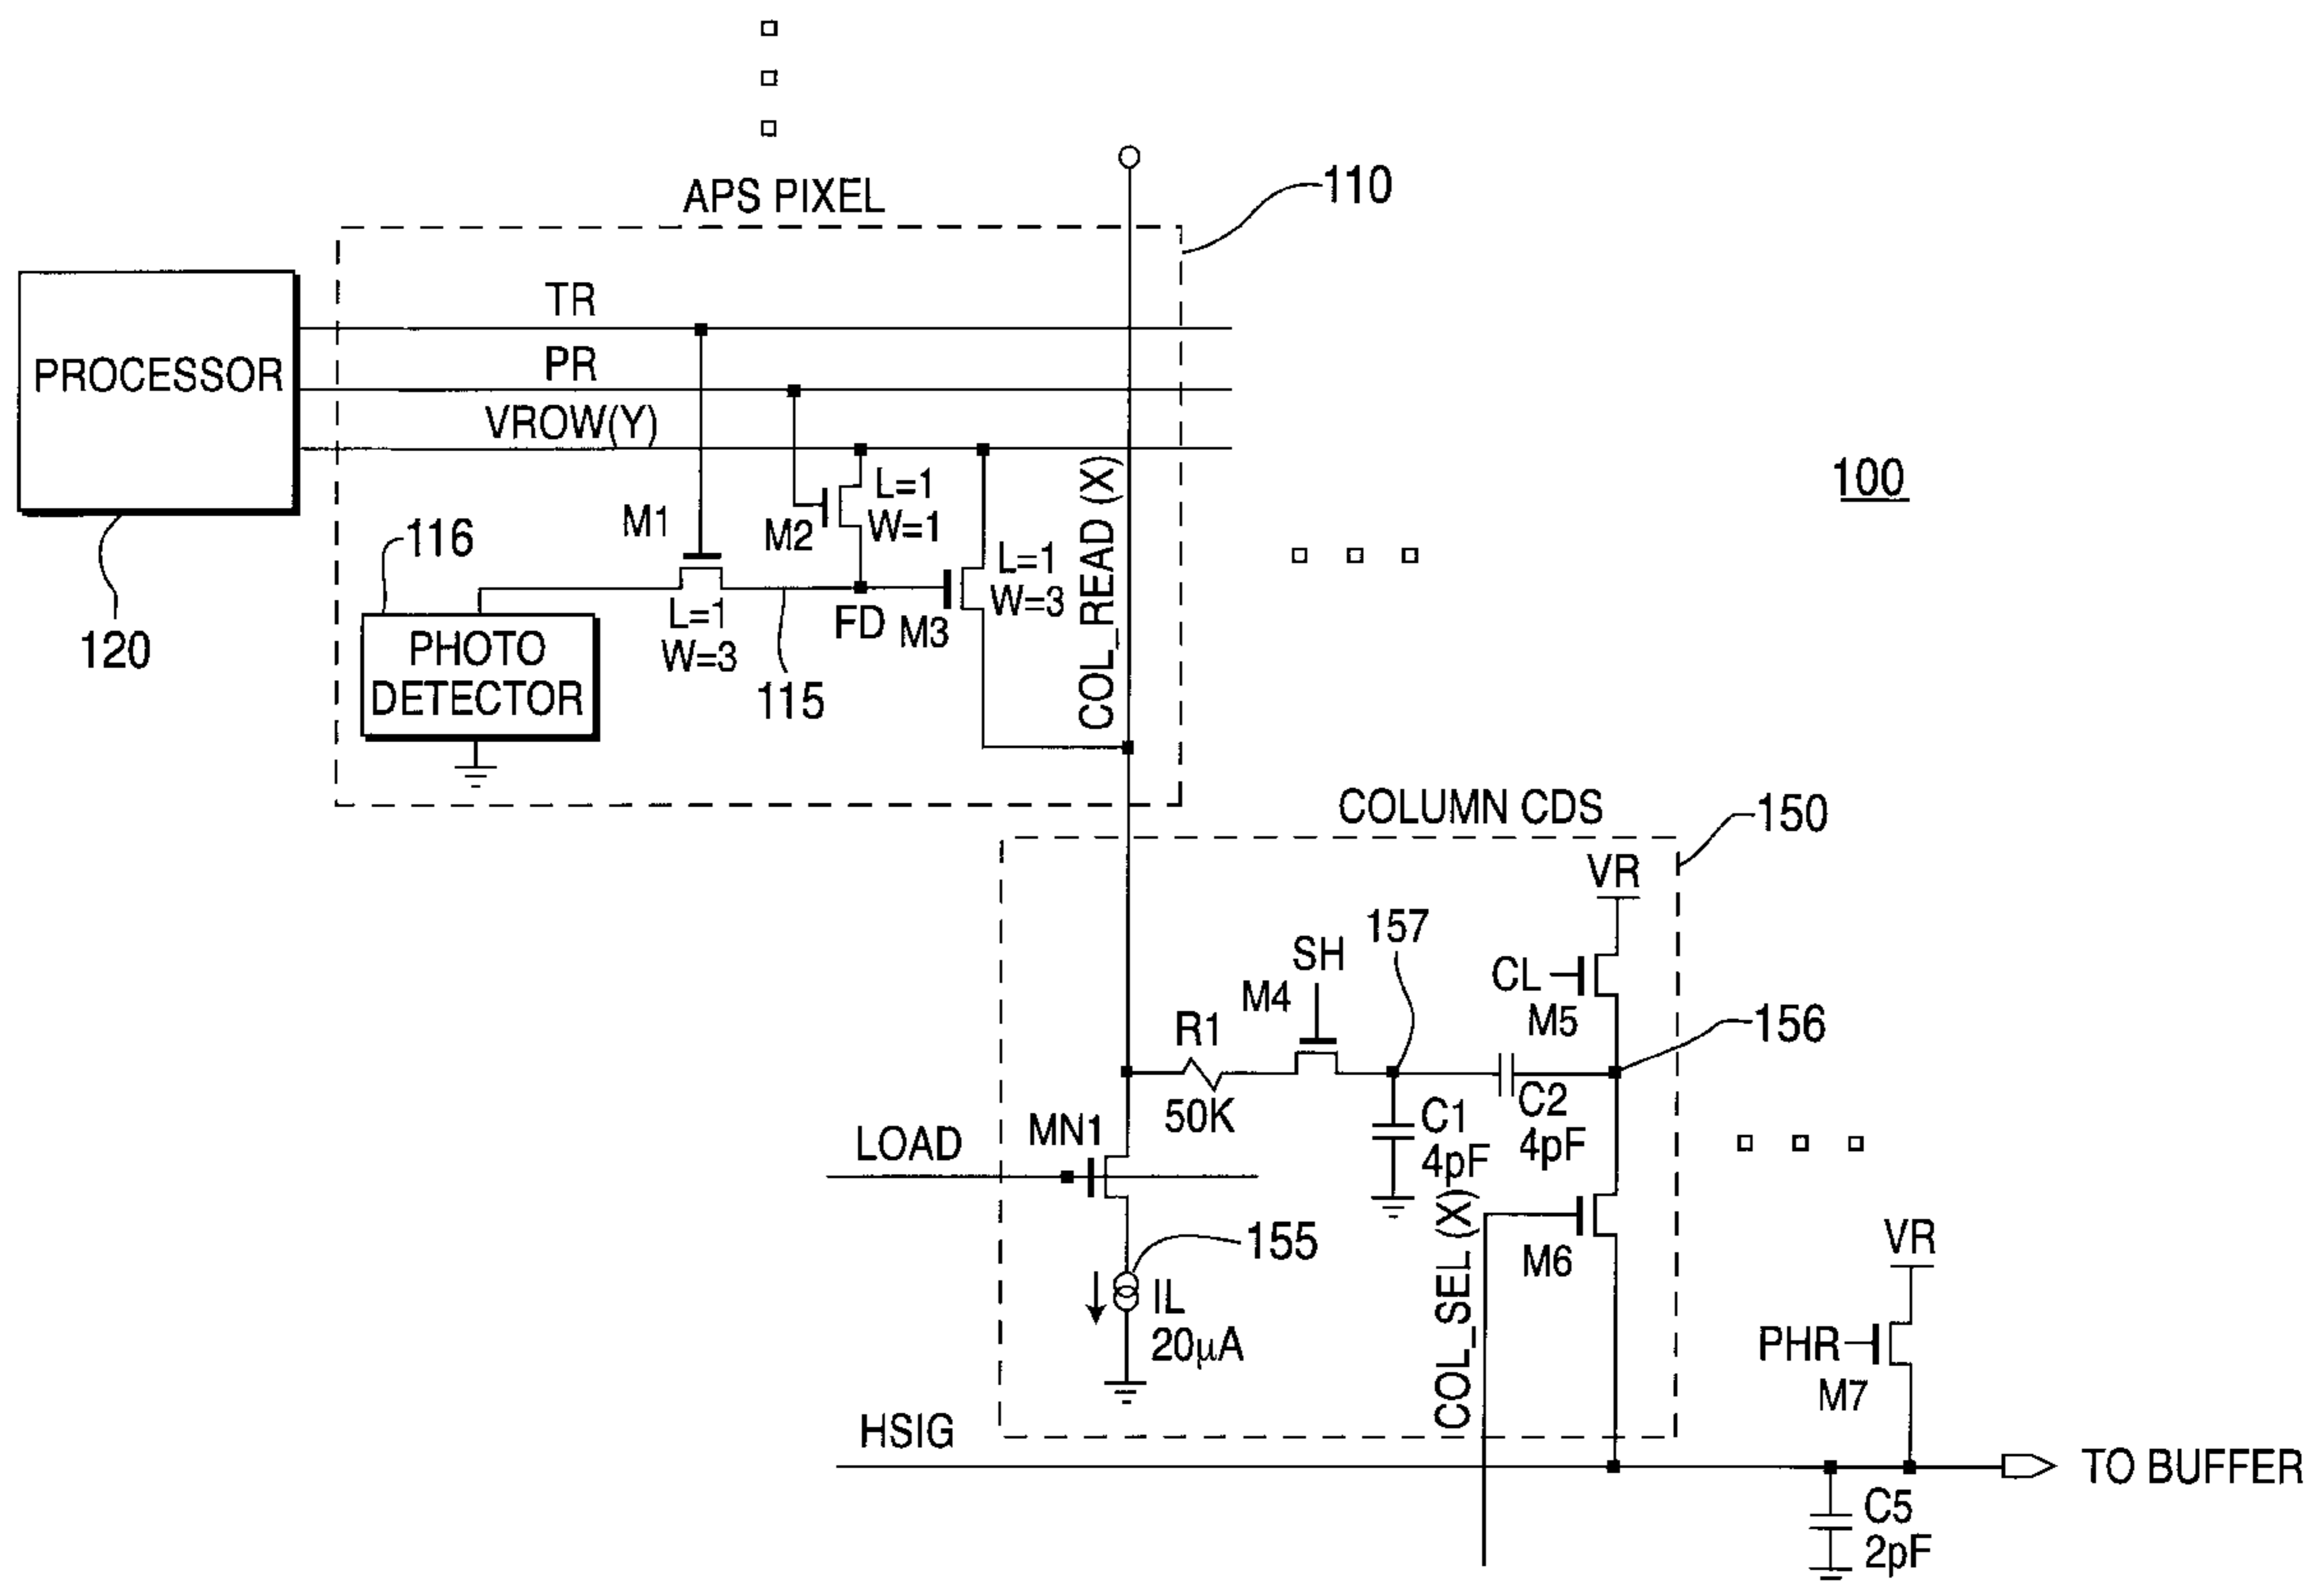 APS PIXEL
110
TR
PR
VROW(Y)
PROCESSOR
120
116
M1
L=1
W=3
M2
L=1
W=1
FD
M3
L=1
W=3
115
PHOTO
DETECTOR
COL_READ (X)
100
COLUMN CDS
150
VR
CL
M5
157
SH
M4
R1
50K
156
C1
4pF
C2
4pF
LOAD
MN1
155
IL
20μA
COL_SEL (X)
M6
VR
PHR
M7
HSIG
TO BUFFER
C5
2pF